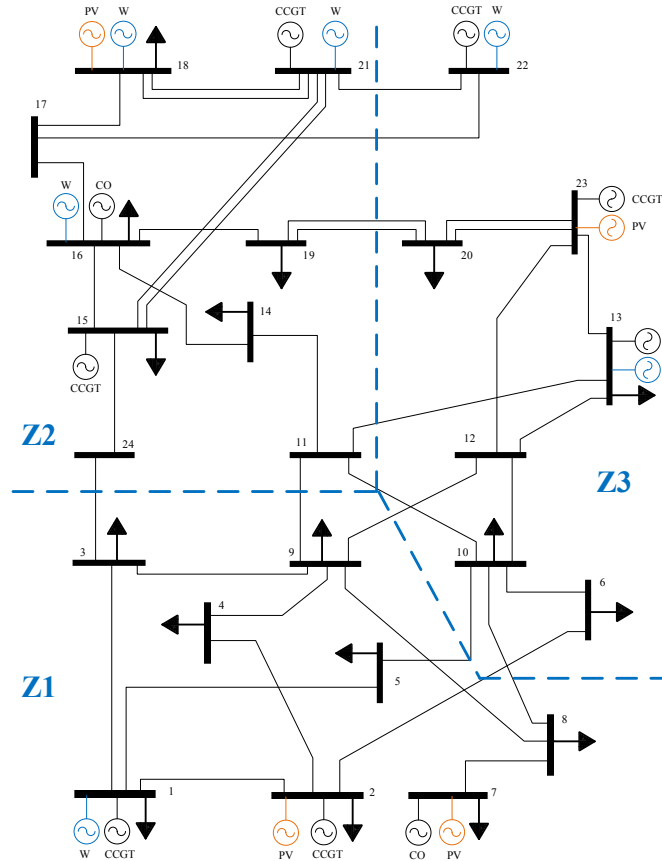 PV W CCGT W CCGT W
18 21 22
17
W CO
23 CCGT
PV
16 19 20
13
15 14
CCGT
Z2 24 11 12 Z3
3 9 10
6
4
5
Z1
8
1 2 7
W CCGT PV CCGT CO PV